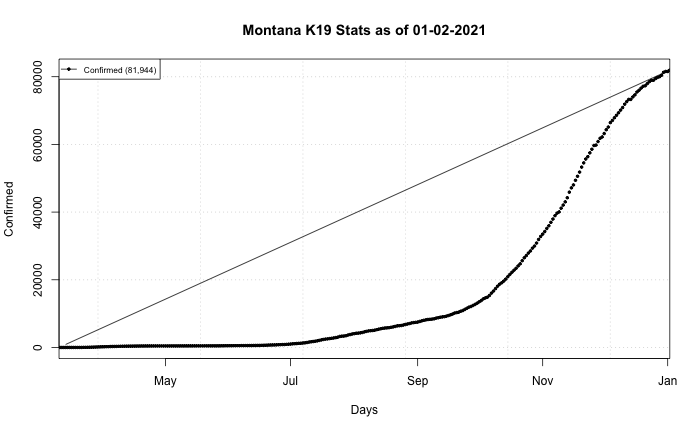 Montana K19 Stats as of 01-02-2021
Confirmed (81,944)
80000
60000
40000
20000
0
Confirmed
May Jul Sep Nov Jan
Days